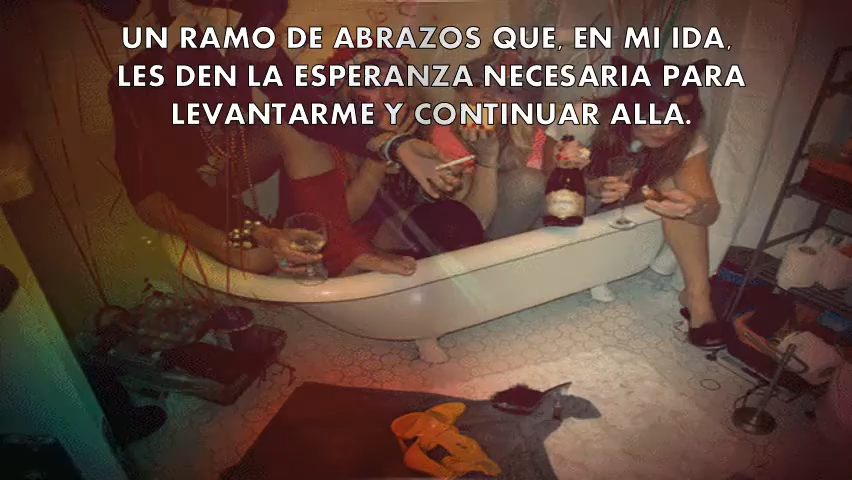 UN RAMO DE ABRAZOS QUE, EN MI IDA,
LES DEN LA ESPERANZA NECESARIA PARA
LEVANTARME Y CONTINUAR ALLA.